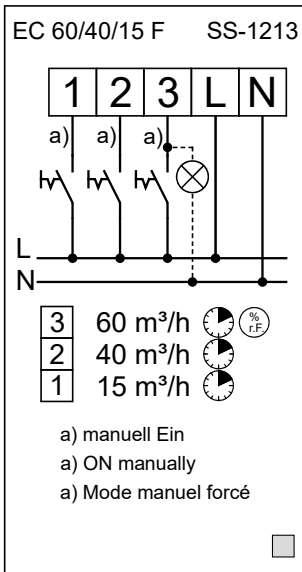 EC 60/40/15 F SS-1213
1 2 3 L N
a) a) a)
L
N
3 60 m³/h % r.F.
2 40 m³/h
1 15 m³/h
a) manuell Ein
a) ON manually
a) Mode manuel forcé